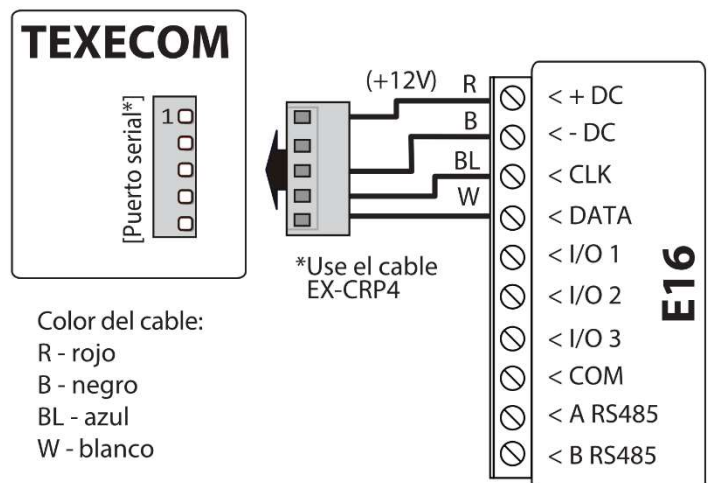 TEXECOM
[Puerto serial*]
1
(+12V)
R
B
BL
W
*Use el cable
EX-CRP4
< + DC
< - DC
< CLK
< DATA
< I/O 1
< I/O 2
< I/O 3
< COM
< A RS485
< B RS485
E16
Color del cable:
R - rojo
B - negro
BL - azul
W - blanco